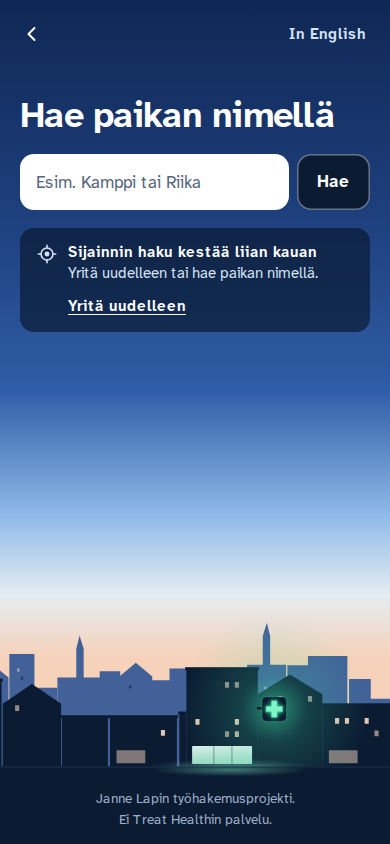 In English
Hae paikan nimellä
Esim. Kamppi tai Riika
Hae
Sijainnin haku kestää liian kauan
Yritä uudelleen tai hae paikan nimellä.
Yritä uudelleen
Janne Lapin työhakemusprojekti.
Ei Treat Healthin palvelu.